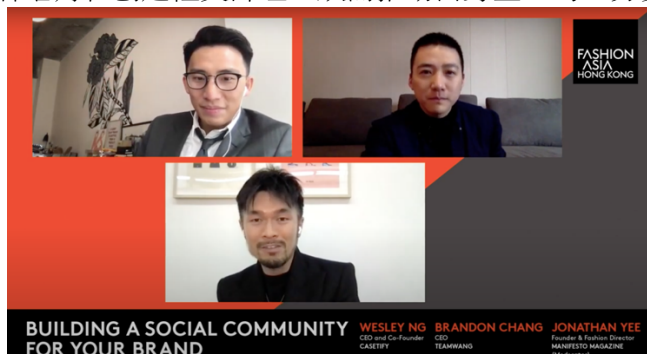 FASHION
ASIA
HONG KONG
BUILDING A SOCIAL COMMUNITY
FOR YOUR BRAND
WESLEY NG
CEO and Co-Founder
CASETIFY
BRANDON CHANG
CEO
TEAMWANG
JONATHAN YEE
Founder & Fashion Director
MANIFESTO MAGAZINE